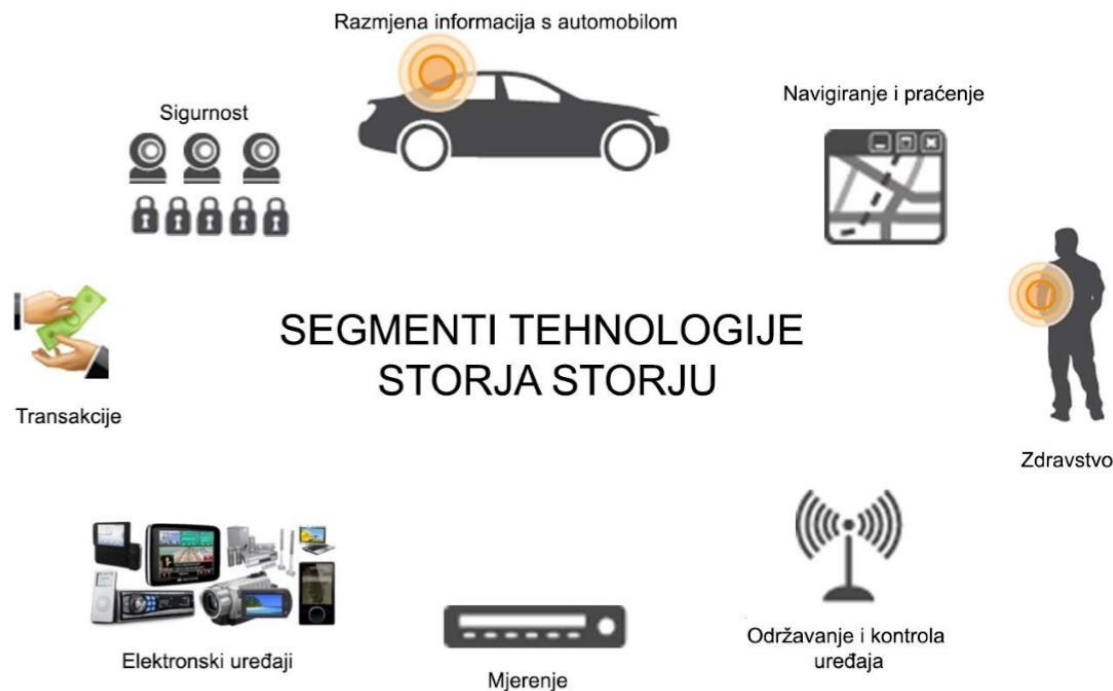 Razmjena informacija s automobilom
Sigurnost
Navigiranje i praćenje
SEGMENTI TEHNOLOGIJE
STORJA STORJU
Transakcije
Zdravstvo
Elektronski uređaji
Mjerenje
Održavanje i kontrola
uređaja